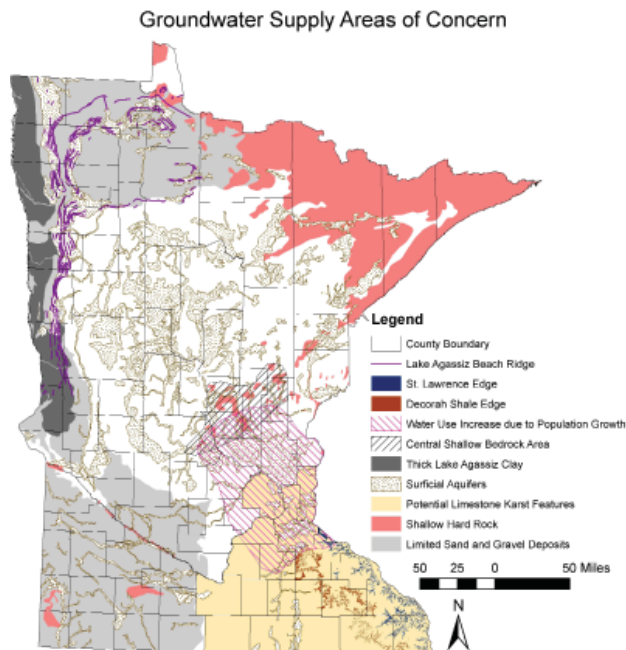 Groundwater Supply Areas of Concern
Legend
County Boundary
Lake Agassiz Beach Ridge
St. Lawrence Edge
Decorah Shale Edge
Water Use Increase due to Population Growth
Central Shallow Bedrock Area
Thick Lake Agassiz Clay
Surficial Aquifers
Potential Limestone Karst Features
Shallow Hard Rock
Limited Sand and Gravel Deposits
50 25 0 50 Miles
N